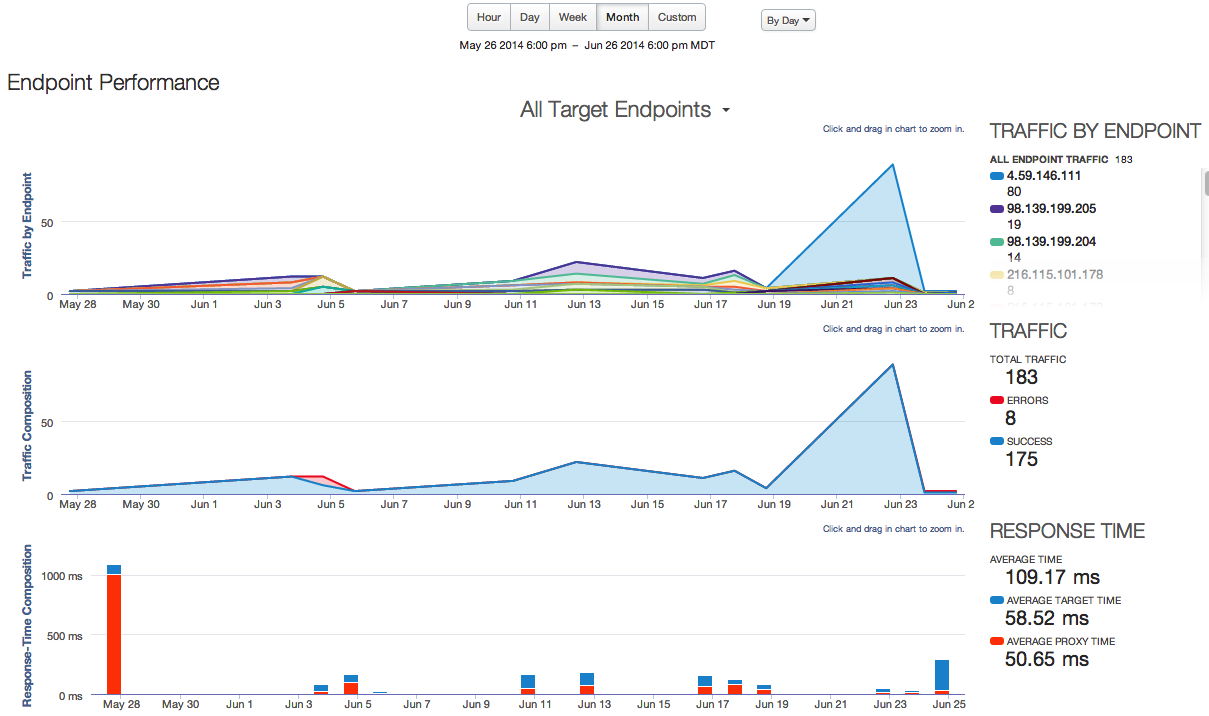 Hour Day Week Month Custom By Day
May 26 2014 6:00 pm – Jun 26 2014 6:00 pm MDT
Endpoint Performance
All Target Endpoints
Click and drag in chart to zoom in.
Traffic by Endpoint
50
0
May 28 May 30 Jun 1 Jun 3 Jun 5 Jun 7 Jun 9 Jun 11 Jun 13 Jun 15 Jun 17 Jun 19 Jun 21 Jun 23 Jun 2
TRAFFIC BY ENDPOINT
ALL ENDPOINT TRAFFIC 183
4.59.146.111
80
98.139.199.205
19
98.139.199.204
14
216.115.101.178
8
Click and drag in chart to zoom in.
Traffic Composition
50
0
May 28 May 30 Jun 1 Jun 3 Jun 5 Jun 7 Jun 9 Jun 11 Jun 13 Jun 15 Jun 17 Jun 19 Jun 21 Jun 23 Jun 2
TRAFFIC
TOTAL TRAFFIC
183
ERRORS
8
SUCCESS
175
Click and drag in chart to zoom in.
Response-Time Composition
1000 ms
500 ms
0 ms
May 28 May 30 Jun 1 Jun 3 Jun 5 Jun 7 Jun 9 Jun 11 Jun 13 Jun 15 Jun 17 Jun 19 Jun 21 Jun 23 Jun 25
RESPONSE TIME
AVERAGE TIME
109.17 ms
AVERAGE TARGET TIME
58.52 ms
AVERAGE PROXY TIME
50.65 ms